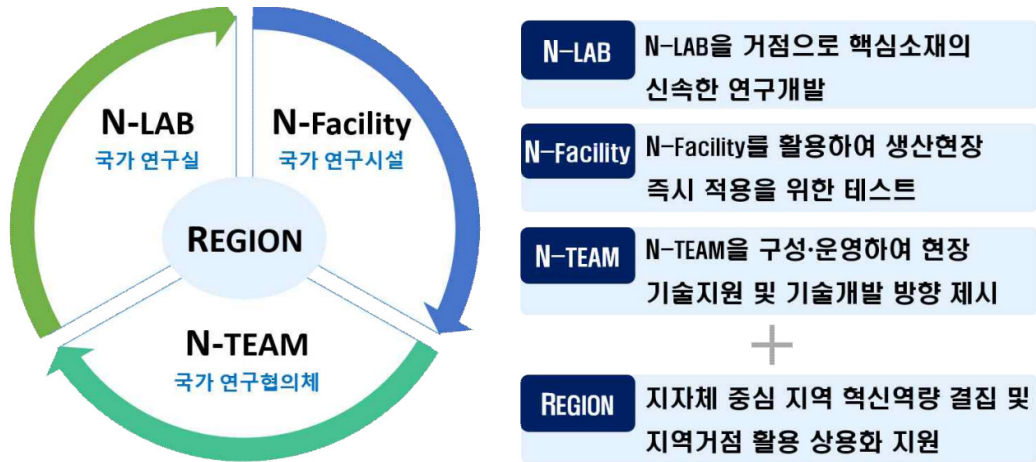 N-LAB
국가 연구실
N-FACILITY
국가 연구시설
REGION
N-TEAM
국가 연구협의체
N-LAB
N-LAB을 거점으로 핵심소재의
신속한 연구개발
N-Facility
N-Facility를 활용하여 생산현장
즉시 적용을 위한 테스트
N-TEAM
N-TEAM을 구성·운영하여 현장
기술지원 및 기술개발 방향 제시
+
REGION
지자체 중심 지역 혁신역량 결집 및
지역거점 활용 상용화 지원